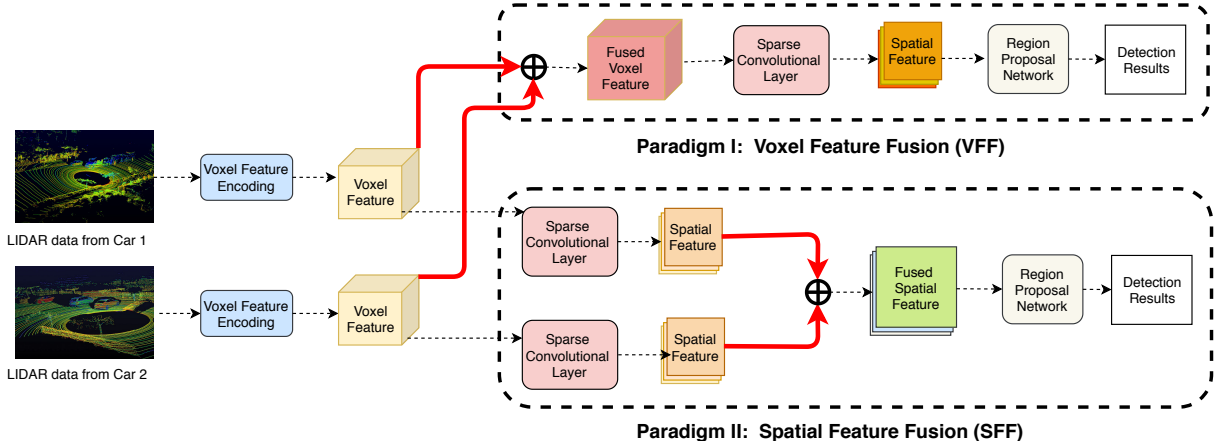 Fused
Voxel
Feature
Sparse
Convolutional
Layer
Spatial
Feature
Region
Proposal
Network
Detection
Results
Paradigm I: Voxel Feature Fusion (VFF)
Voxel Feature
Encoding
Voxel
Feature
LIDAR data from Car 1
Voxel Feature
Encoding
Voxel
Feature
LIDAR data from Car 2
Sparse
Convolutional
Layer
Spatial
Feature
Sparse
Convolutional
Layer
Spatial
Feature
Fused
Spatial
Feature
Region
Proposal
Network
Detection
Results
Paradigm II: Spatial Feature Fusion (SFF)